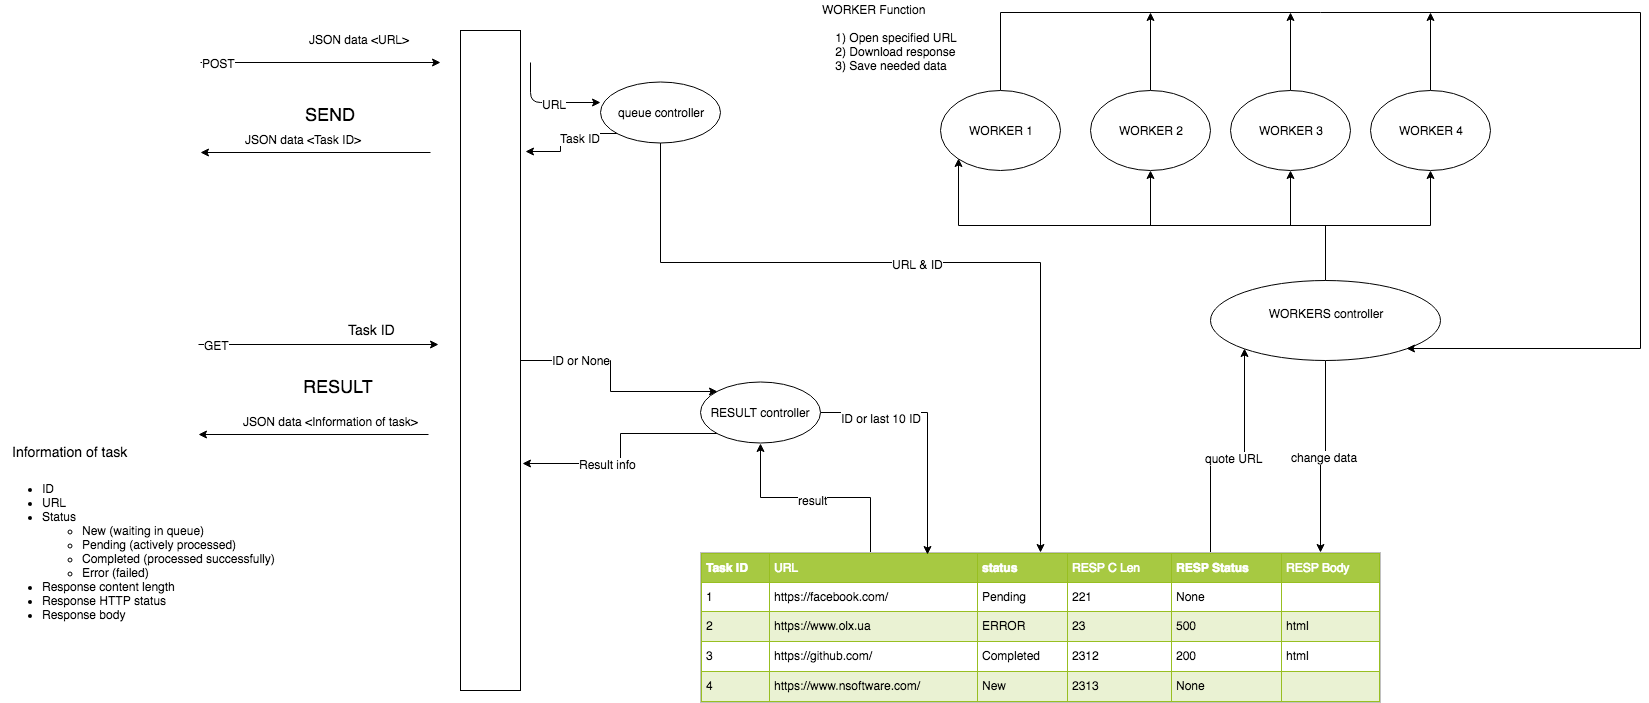 WORKER Function
1) Open specified URL
2) Download response
3) Save needed data
JSON data <URL>
POST
SEND
JSON data <Task ID>
URL
queue controller
Task ID
WORKER 1
WORKER 2
WORKER 3
WORKER 4
URL & ID
WORKERS controller
Task ID
GET
RESULT
JSON data <Information of task>
ID or None
RESULT controller
ID or last 10 ID
Result info
result
quote URL
change data
Information of task
ID
URL
Status
New (waiting in queue)
Pending (actively processed)
Completed (processed successfully)
Error (failed)
Response content length
Response HTTP status
Response body
Task ID URL status RESP C Len RESP Status RESP Body
1 https://facebook.com/ Pending 221 None
2 https://www.olx.ua ERROR 23 500 html
3 https://github.com/ Completed 2312 200 html
4 https://www.nsoftware.com/ New 2313 None